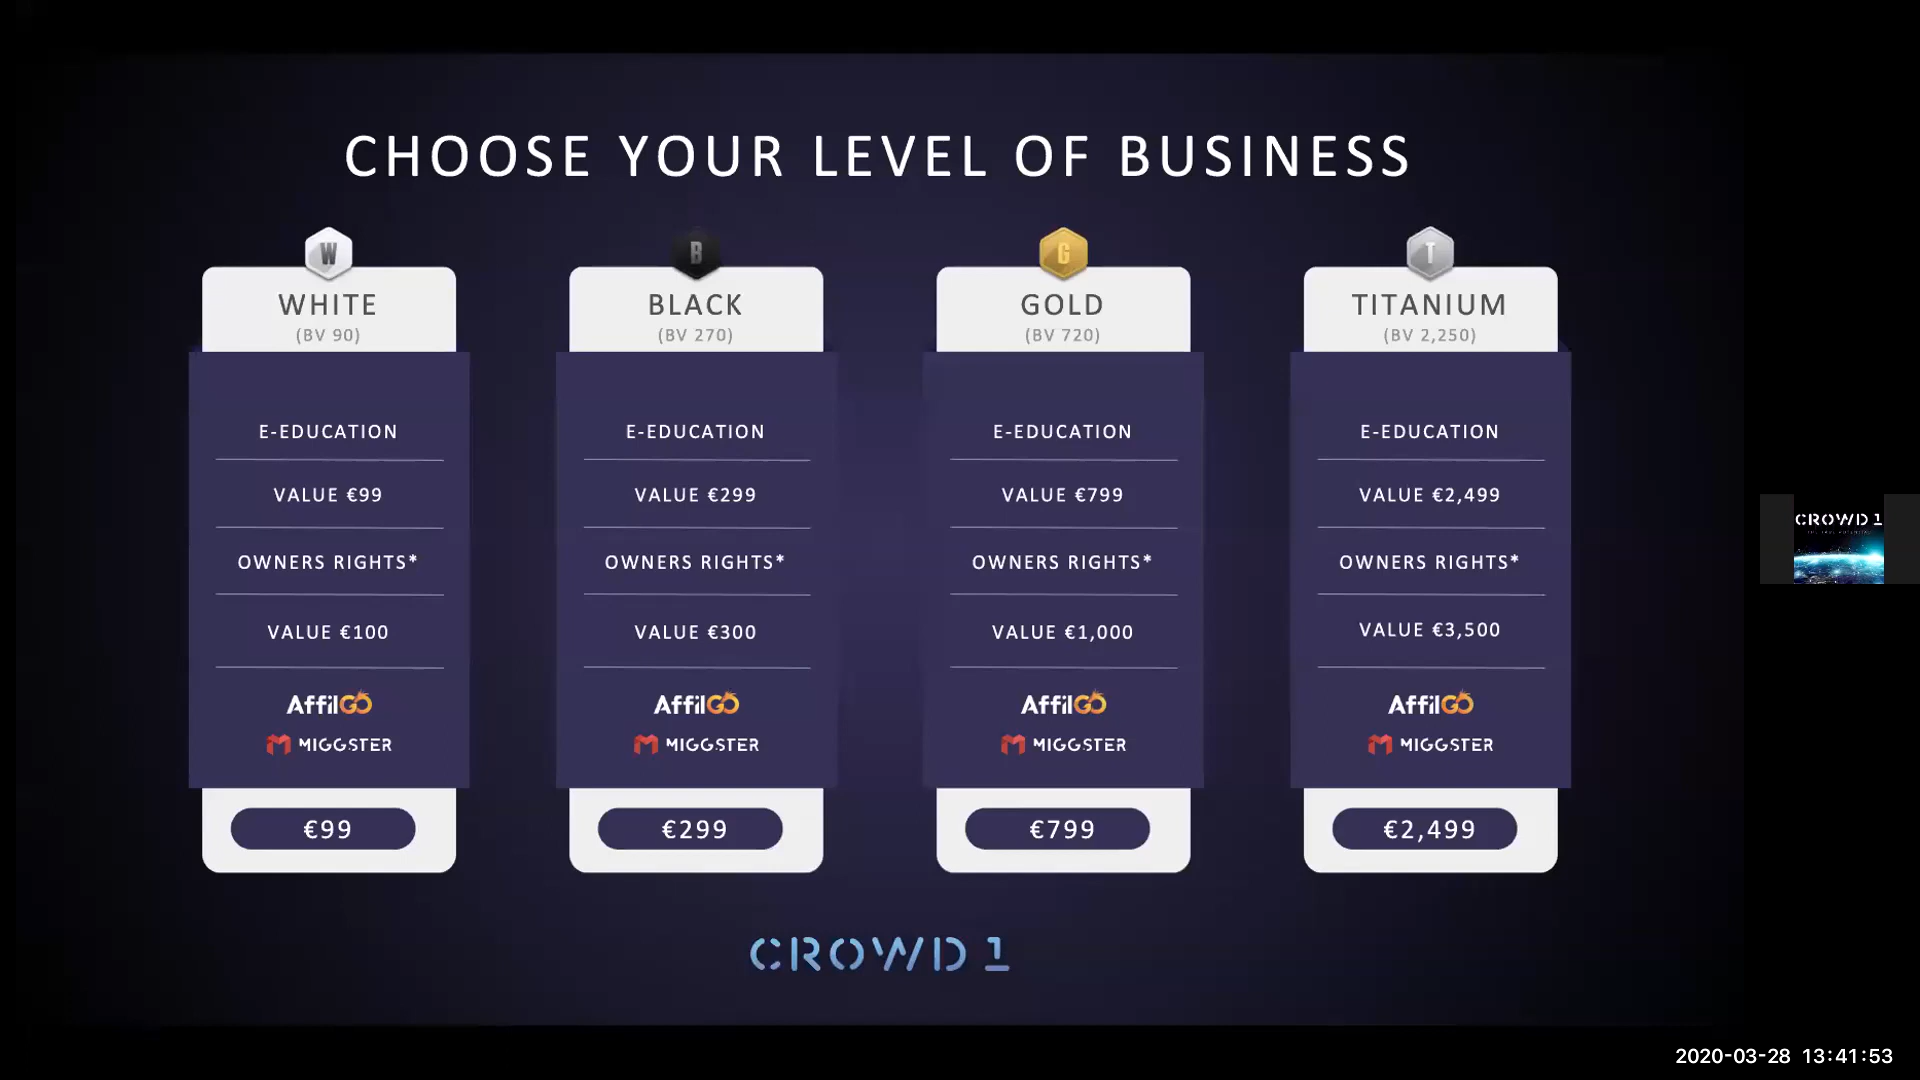 CHOOSE YOUR LEVEL OF BUSINESS
W
WHITE
(BV 90)
E-EDUCATION
VALUE €99
OWNERS RIGHTS*
VALUE €100
AffilGO
MIGGSTER
€99
B
BLACK
(BV 270)
E-EDUCATION
VALUE €299
OWNERS RIGHTS*
VALUE €300
AffilGO
MIGGSTER
€299
G
GOLD
(BV 720)
E-EDUCATION
VALUE €799
OWNERS RIGHTS*
VALUE €1,000
AffilGO
MIGGSTER
€799
T
TITANIUM
(BV 2,250)
E-EDUCATION
VALUE €2,499
OWNERS RIGHTS*
VALUE €3,500
AffilGO
MIGGSTER
€2,499
CROWD 1
CROWD 1
2020-03-28 13:41:53